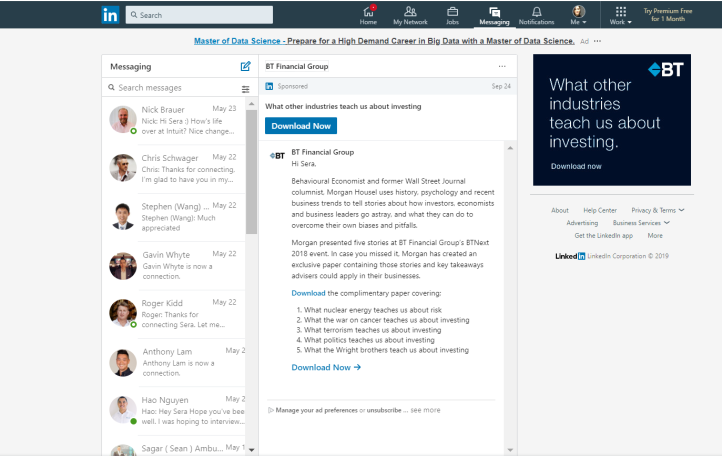 in
Search
Home
My Network
Jobs
Messaging
Notifications
Me
Work
Try Premium Free
for 1 Month
Master of Data Science - Prepare for a High Demand Career in Big Data with a Master of Data Science. Ad ...
Messaging
Search messages
Nick Brauer May 23
Nick: Hi Sera :) How's life
over at Intuit? Nice change...
Chris Schwager May 22
Chris: Thanks for connecting,
I'm glad to have you in my...
Stephen (Wang) ... May 22
Stephen (Wang): Much
appreciated
Gavin Whyte May 22
Gavin Whyte is now a
connection.
Roger Kidd May 22
Roger: Thanks for
connecting Sera. Let me...
Anthony Lam May 2
Anthony Lam is now a
connection.
Hao Nguyen May 2
Hao: Hey Sera Hope you've bee
well. I was hoping to interview...
Sagar ( Sean ) Ambu... May 1
BT Financial Group ...
in Sponsored Sep 24
What other industries teach us about investing
Download Now
BT
BT Financial Group
Hi Sera,
Behavioural Economist and former Wall Street Journal
columnist, Morgan Housel uses history, psychology and recent
business trends to tell stories about how investors, economists
and business leaders go astray, and what they can do to
overcome their own biases and pitfalls.
Morgan presented five stories at BT Financial Group's BTNext
2018 event. In case you missed it, Morgan has created an
exclusive paper containing those stories and key takeaways
advisers could apply in their businesses.
Download the complimentary paper covering:
1. What nuclear energy teaches us about risk
2. What the war on cancer teaches us about investing
3. What terrorism teaches us about investing
4. What politics teaches us about investing
5. What the Wright brothers teach us about investing
Download Now →
Manage your ad preferences or unsubscribe ... see more
BT
What other
industries
teach us about
investing.
Download now
About Help Center Privacy & Terms
Advertising Business Services
Get the LinkedIn app More
Linked in LinkedIn Corporation © 2019